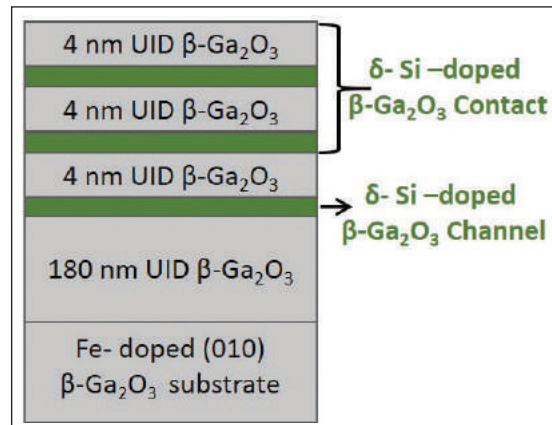 4 nm UID β-Ga₂O₃
4 nm UID β-Ga₂O₃
4 nm UID β-Ga₂O₃
180 nm UID β-Ga₂O₃
Fe- doped (010)
β-Ga₂O₃ substrate
δ- Si –doped
β-Ga₂O₃ Contact
δ- Si –doped
β-Ga₂O₃ Channel